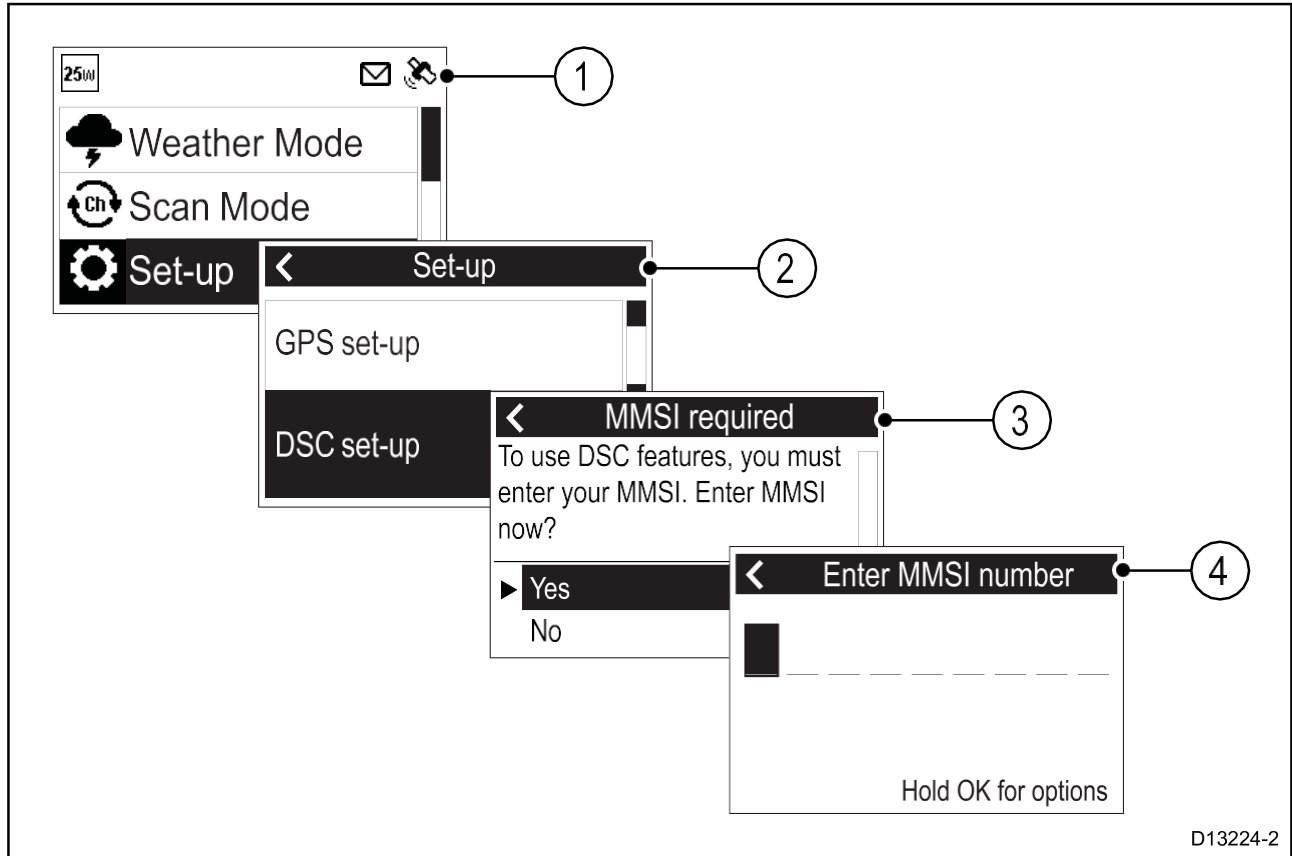 25W
1
Weather Mode
Ch
Scan Mode
Set-up
Set-up
2
GPS set-up
DSC set-up
MMSI required
3
To use DSC features, you must
enter your MMSI. Enter MMSI
now?
Yes
No
Enter MMSI number
4
Hold OK for options
D13224-2